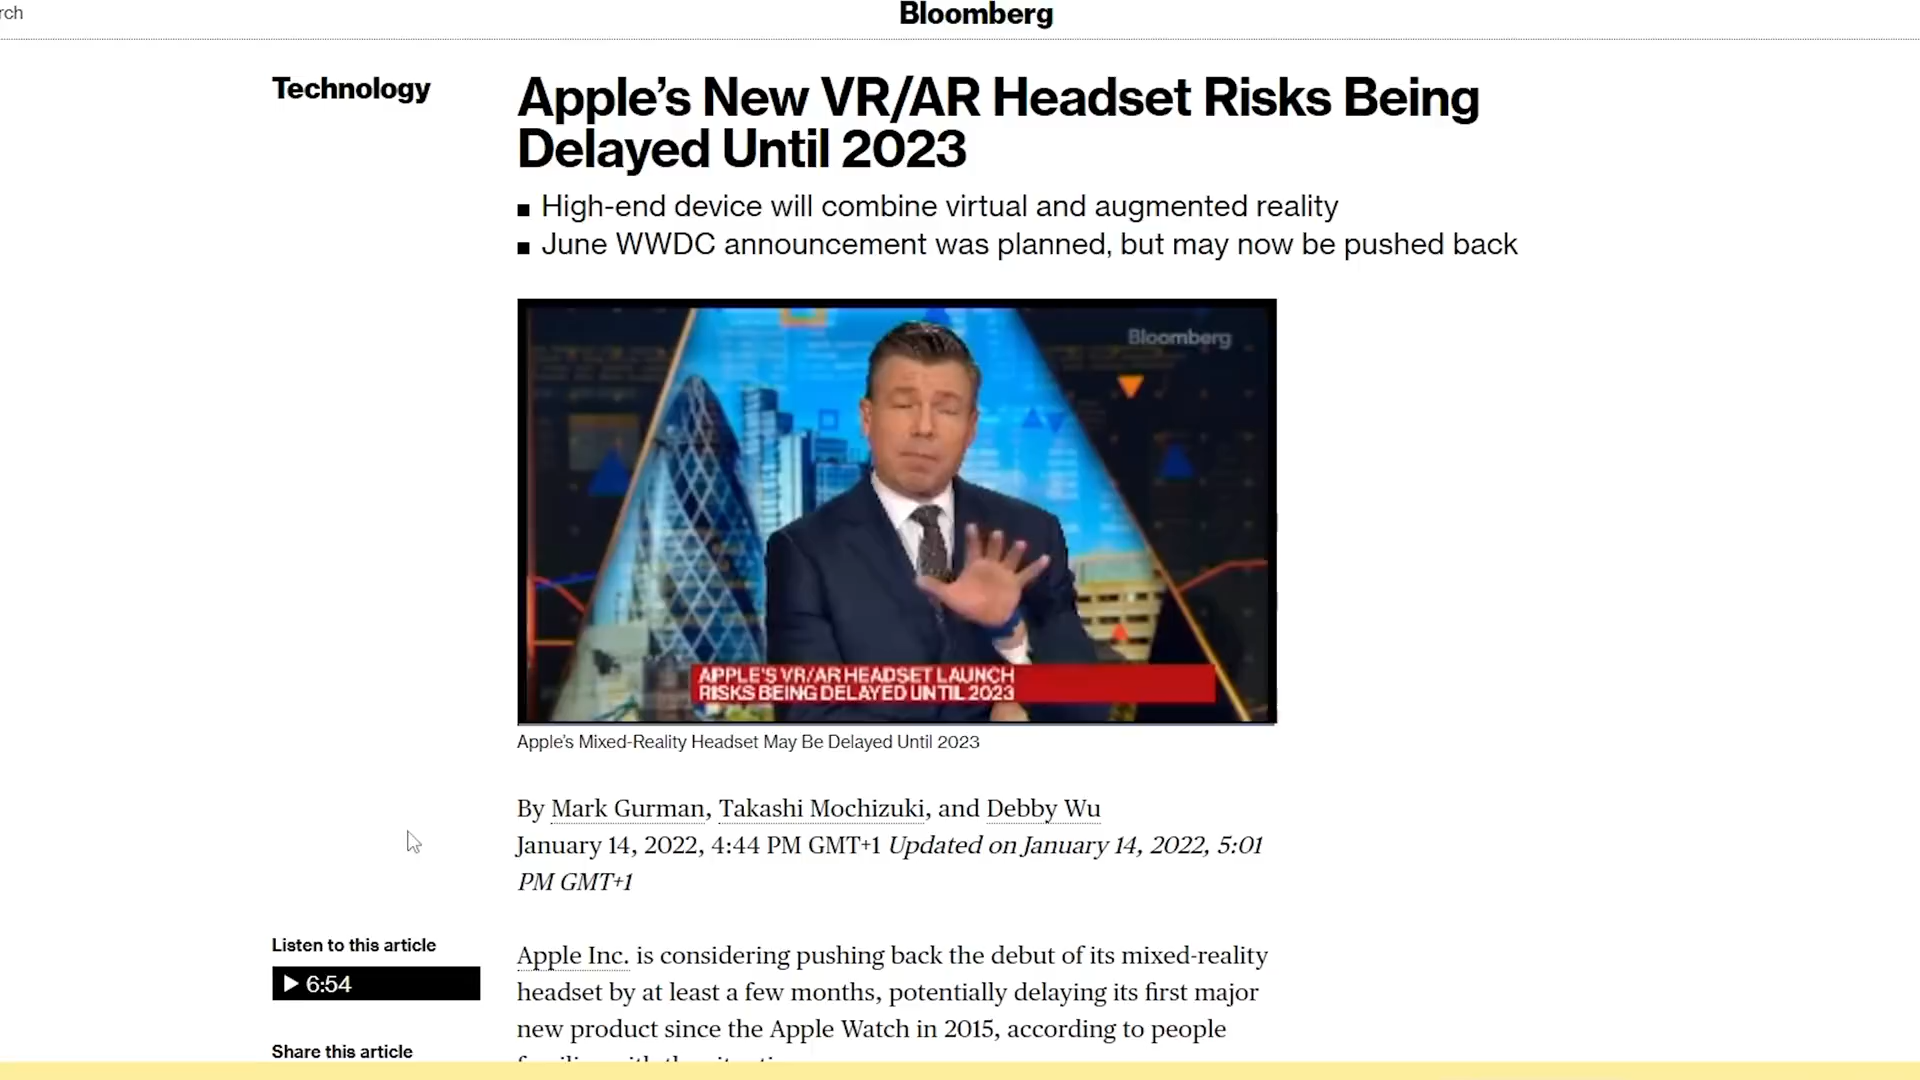 rch
Bloomberg
Technology
Apple’s New VR/AR Headset Risks Being
Delayed Until 2023
■ High-end device will combine virtual and augmented reality
■ June WWDC announcement was planned, but may now be pushed back
Bloomberg
APPLE'S VR/AR HEADSET LAUNCH
RISKS BEING DELAYED UNTIL 2023
Apple’s Mixed-Reality Headset May Be Delayed Until 2023
By Mark Gurman, Takashi Mochizuki, and Debby Wu
January 14, 2022, 4:44 PM GMT+1 Updated on January 14, 2022, 5:01
PM GMT+1
Listen to this article
6:54
Share this article
Apple Inc. is considering pushing back the debut of its mixed-reality
headset by at least a few months, potentially delaying its first major
new product since the Apple Watch in 2015, according to people